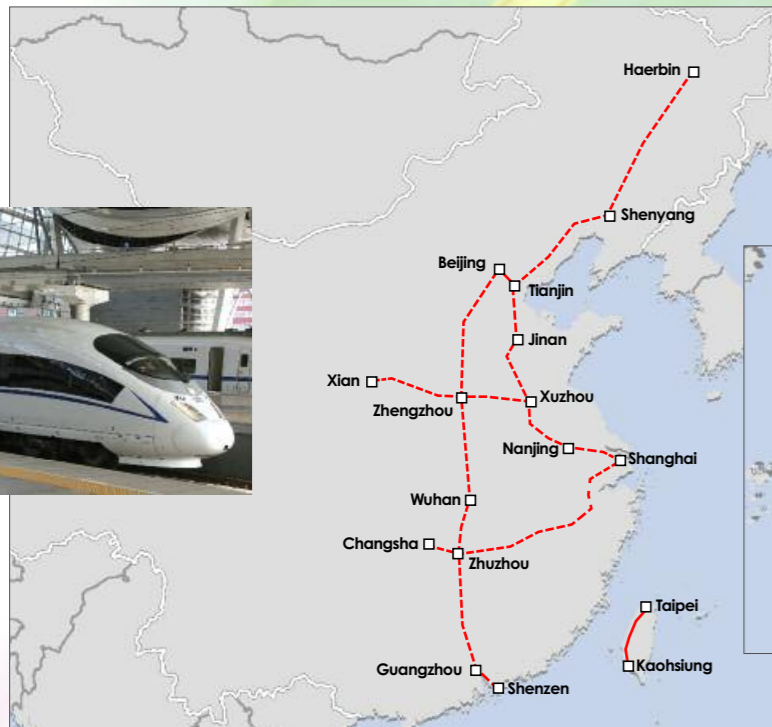 Haerbin
Shenyang
Beijing
Tianjin
Jinan
Xian
Zhengzhou
Xuzhou
Nanjing
Shanghai
Wuhan
Changsha
Zhuzhou
Taipei
Guangzhou
Kaohsiung
Shenzen